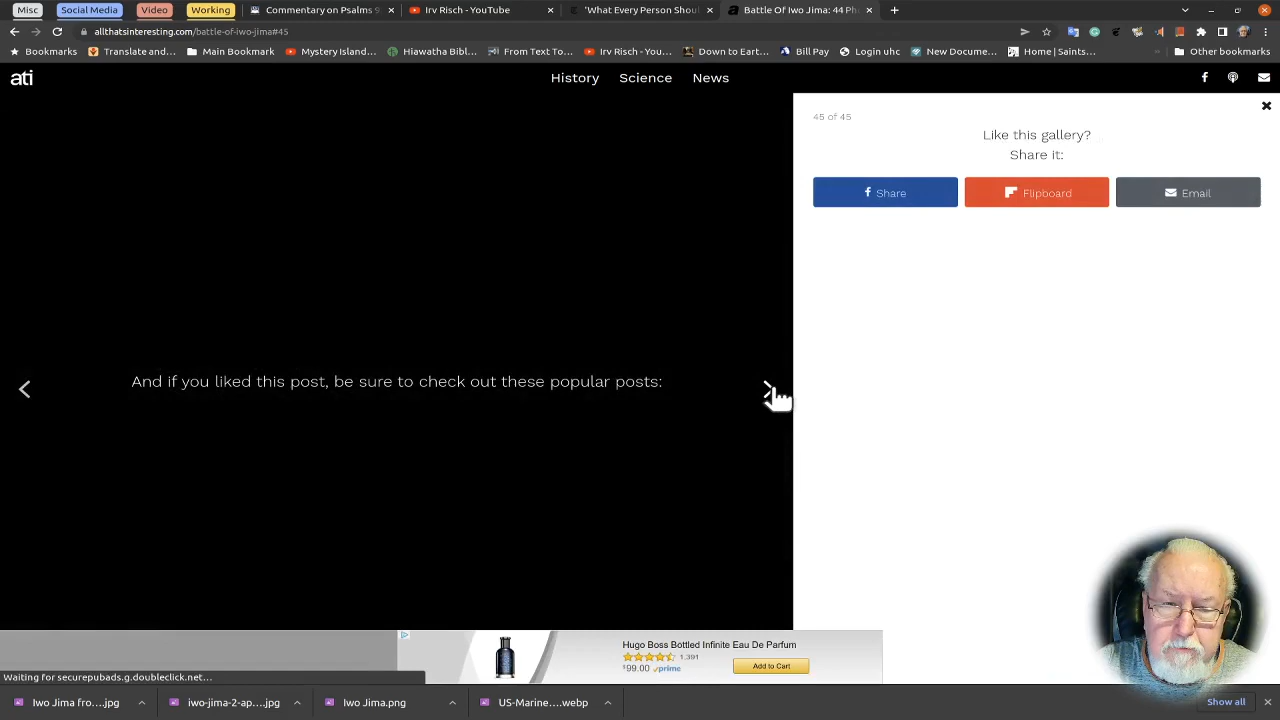 Misc
Social Media
Video
Working
Commentary on Psalms 9
Irv Risch - YouTube
'What Every Person Shou
Battle Of Iwo Jima: 44 Ph
allthatsinteresting.com/battle-of-iwo-jima#45
Bookmarks
Translate and...
Main Bookmark
Mystery Island...
Hiawatha Bibl...
From Text To...
Irv Risch - You...
Down to Eart...
Bill Pay
Login uhc
New Docume...
Home | Saints...
Other bookmarks
ati
History
Science
News
45 of 45
Like this gallery?
Share it:
Share
Flipboard
Email
And if you liked this post, be sure to check out these popular posts:
Hugo Boss Bottled Infinite Eau De Parfum
1,391
$99.00 prime
Add to Cart
Waiting for securepubads.g.doubleclick.net...
Iwo Jima fro....jpg
iwo-jima-2-ap....jpg
Iwo Jima.png
US-Marine....webp
Show all